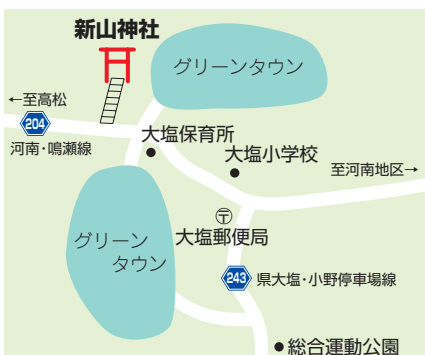 新山神社
グリーンタウン
←至高松
204
河南・鳴瀬線
大塩保育所
大塩小学校
至河南地区→
〒
大塩郵便局
グリーン
タウン
243
県大塩・小野停車場線
総合運動公園